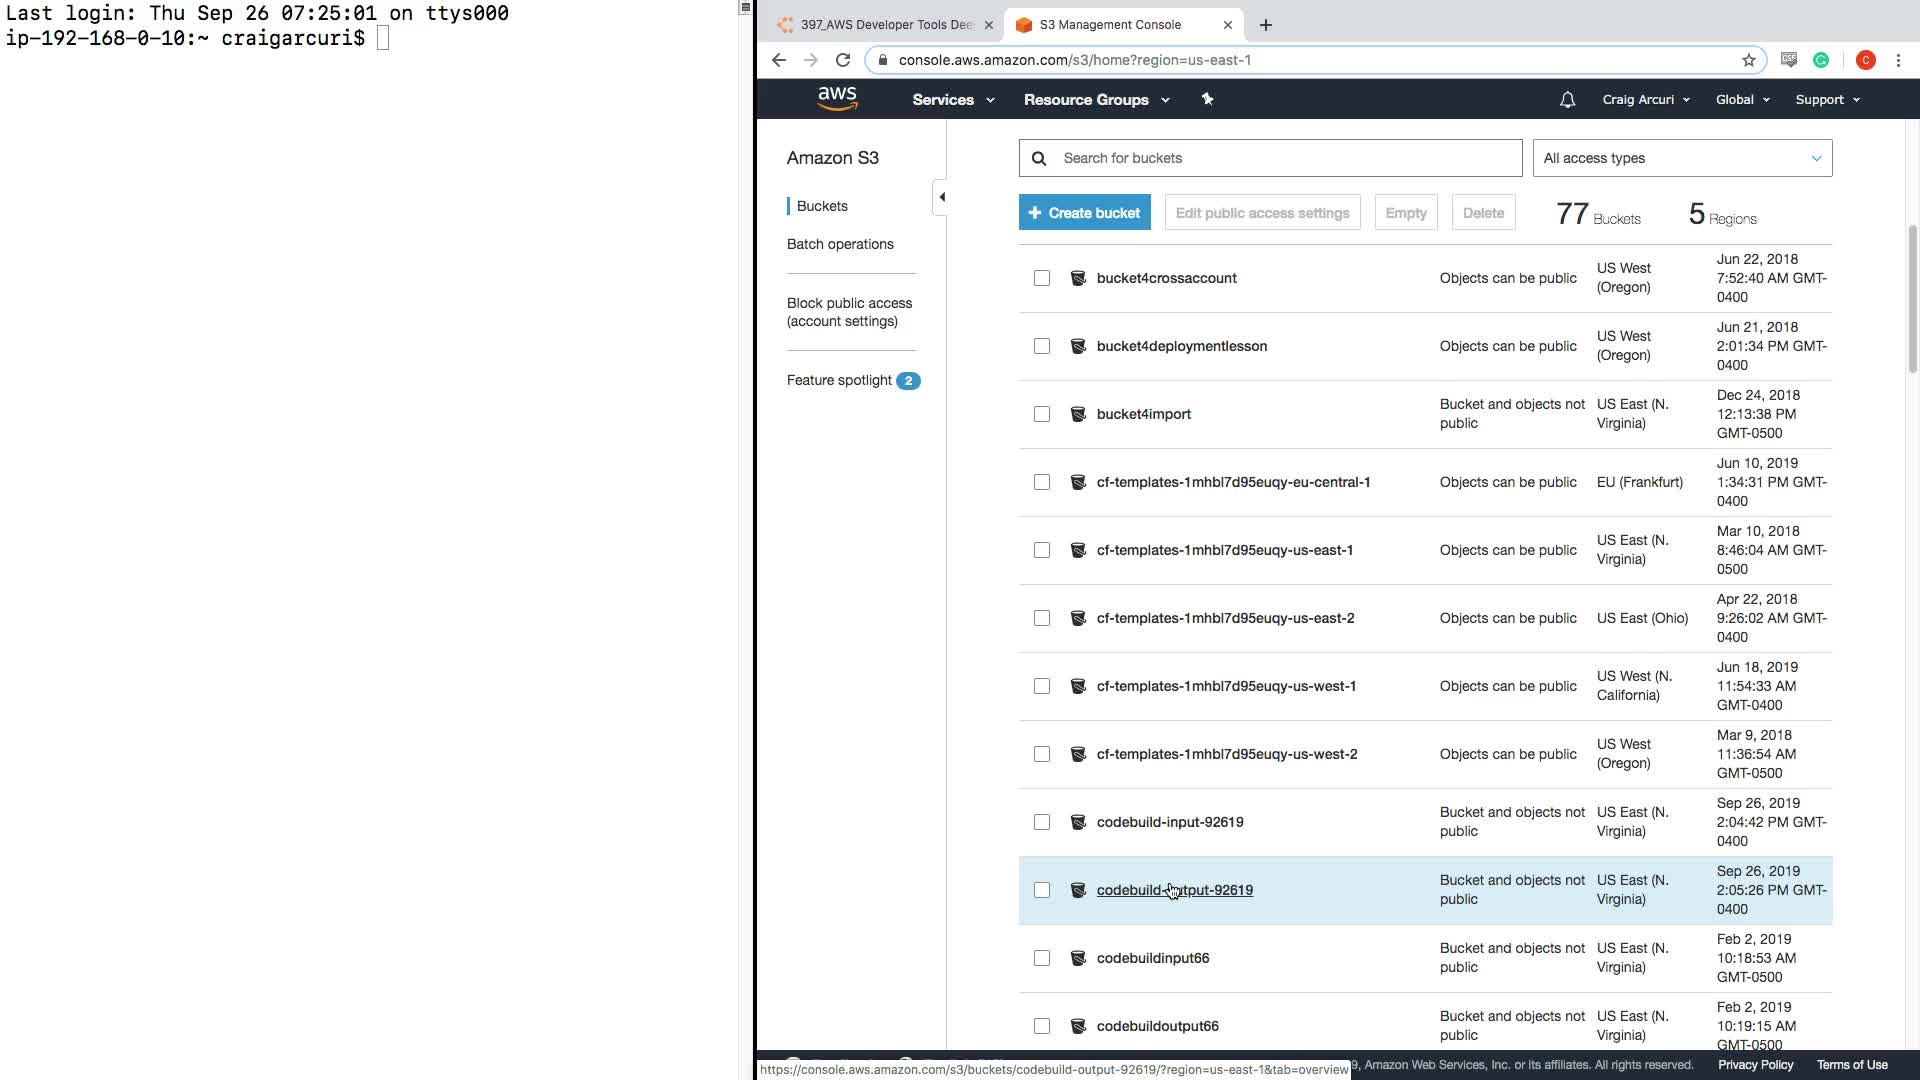 Last login: Thu Sep 26 07:25:01 on ttys000
ip-192-168-0-10:~ craigarcuri$
397_AWS Developer Tools Dee
S3 Management Console
console.aws.amazon.com/s3/home?region=us-east-1
C
aws
Services
Resource Groups
Craig Arcuri
Global
Support
Amazon S3
Buckets
Batch operations
Block public access
(account settings)
Feature spotlight 2
Search for buckets
All access types
+ Create bucket
Edit public access settings
Empty
Delete
77 Buckets
5 Regions
bucket4crossaccount
Objects can be public
US West
(Oregon)
Jun 22, 2018
7:52:40 AM GMT-
0400
bucket4deploymentlesson
Objects can be public
US West
(Oregon)
Jun 21, 2018
2:01:34 PM GMT-
0400
bucket4import
Bucket and objects not
public
US East (N.
Virginia)
Dec 24, 2018
12:13:38 PM
GMT-0500
cf-templates-1mhbl7d95euqy-eu-central-1
Objects can be public
EU (Frankfurt)
Jun 10, 2019
1:34:31 PM GMT-
0400
cf-templates-1mhbl7d95euqy-us-east-1
Objects can be public
US East (N.
Virginia)
Mar 10, 2018
8:46:04 AM GMT-
0500
cf-templates-1mhbl7d95euqy-us-east-2
Objects can be public
US East (Ohio)
Apr 22, 2018
9:26:02 AM GMT-
0400
cf-templates-1mhbl7d95euqy-us-west-1
Objects can be public
US West (N.
California)
Jun 18, 2019
11:54:33 AM
GMT-0400
cf-templates-1mhbl7d95euqy-us-west-2
Objects can be public
US West
(Oregon)
Mar 9, 2018
11:36:54 AM
GMT-0500
codebuild-input-92619
Bucket and objects not
public
US East (N.
Virginia)
Sep 26, 2019
2:04:42 PM GMT-
0400
codebuild-output-92619
Bucket and objects not
public
US East (N.
Virginia)
Sep 26, 2019
2:05:26 PM GMT-
0400
codebuildinput66
Bucket and objects not
public
US East (N.
Virginia)
Feb 2, 2019
10:18:53 AM
GMT-0500
codebuildoutput66
Bucket and objects not
public
US East (N.
Virginia)
Feb 2, 2019
10:19:15 AM
GMT-0500
https://console.aws.amazon.com/s3/buckets/codebuild-output-92619/?region=us-east-1&tab=overview
9, Amazon Web Services, Inc. or its affiliates. All rights reserved.
Privacy Policy
Terms of Use